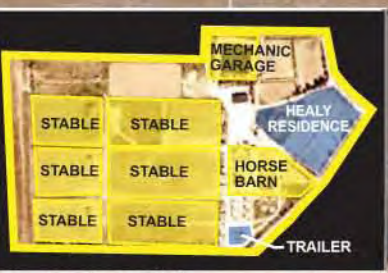 MECHANIC
GARAGE
HEALY
RESIDENCE
STABLE STABLE
STABLE STABLE
HORSE
BARN
STABLE STABLE
TRAILER